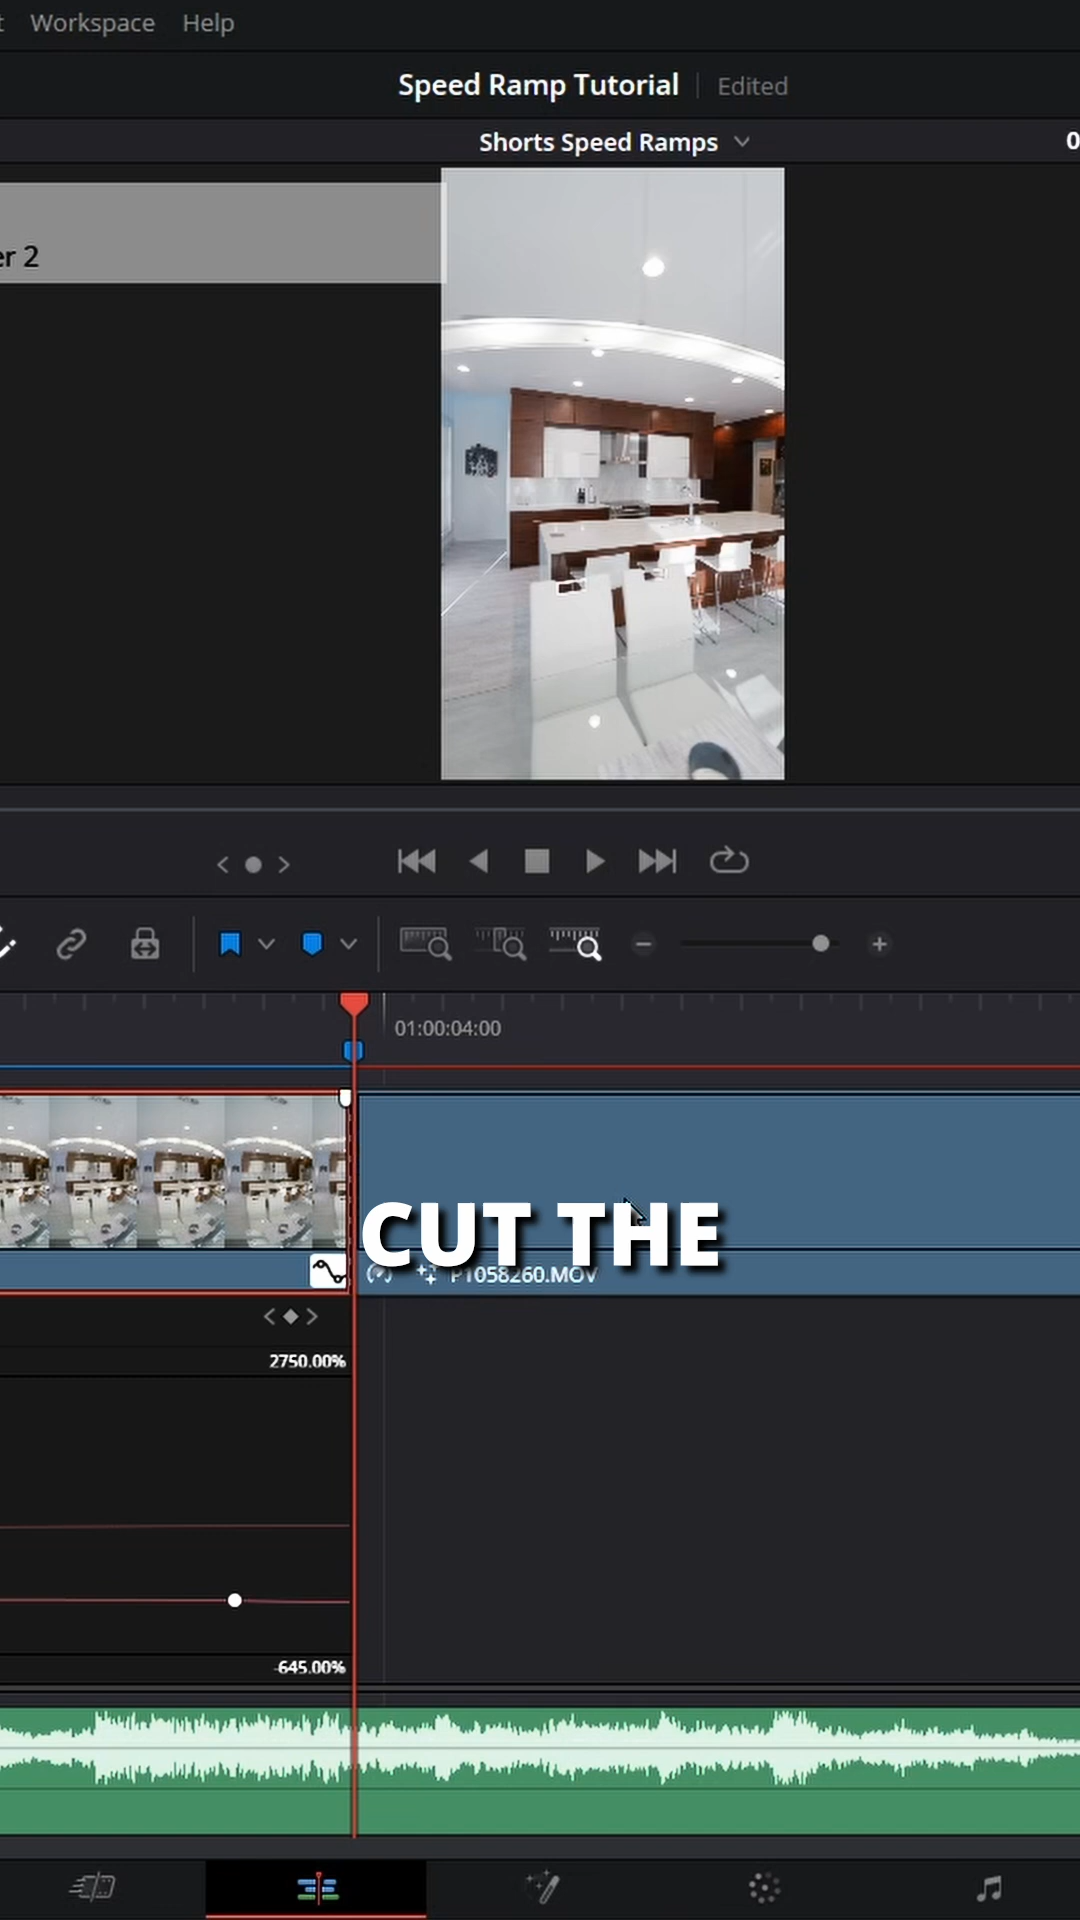 Workspace Help
Speed Ramp Tutorial Edited
Shorts Speed Ramps
er 2
01:00:04:00
CUT THE
P1058260.MOV
2750.00%
-645.00%